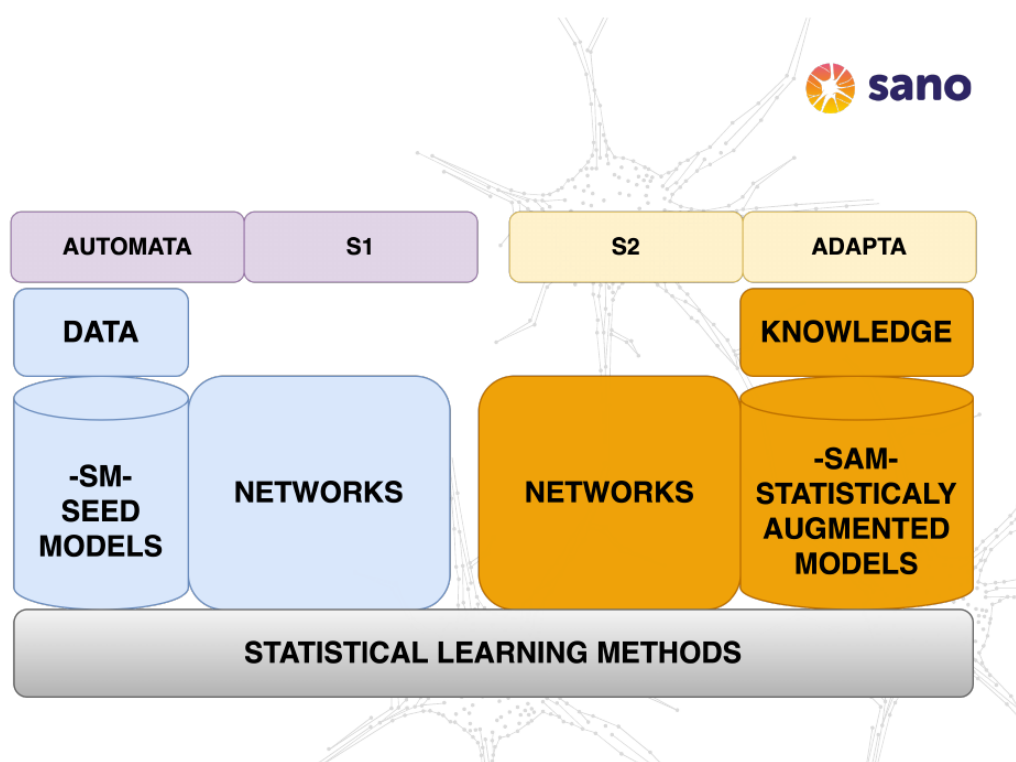 sano
AUTOMATA
S1
S2
ADAPTA
DATA
KNOWLEDGE
-SM-
SEED
MODELS
NETWORKS
NETWORKS
-SAM-
STATISTICALY
AUGMENTED
MODELS
STATISTICAL LEARNING METHODS